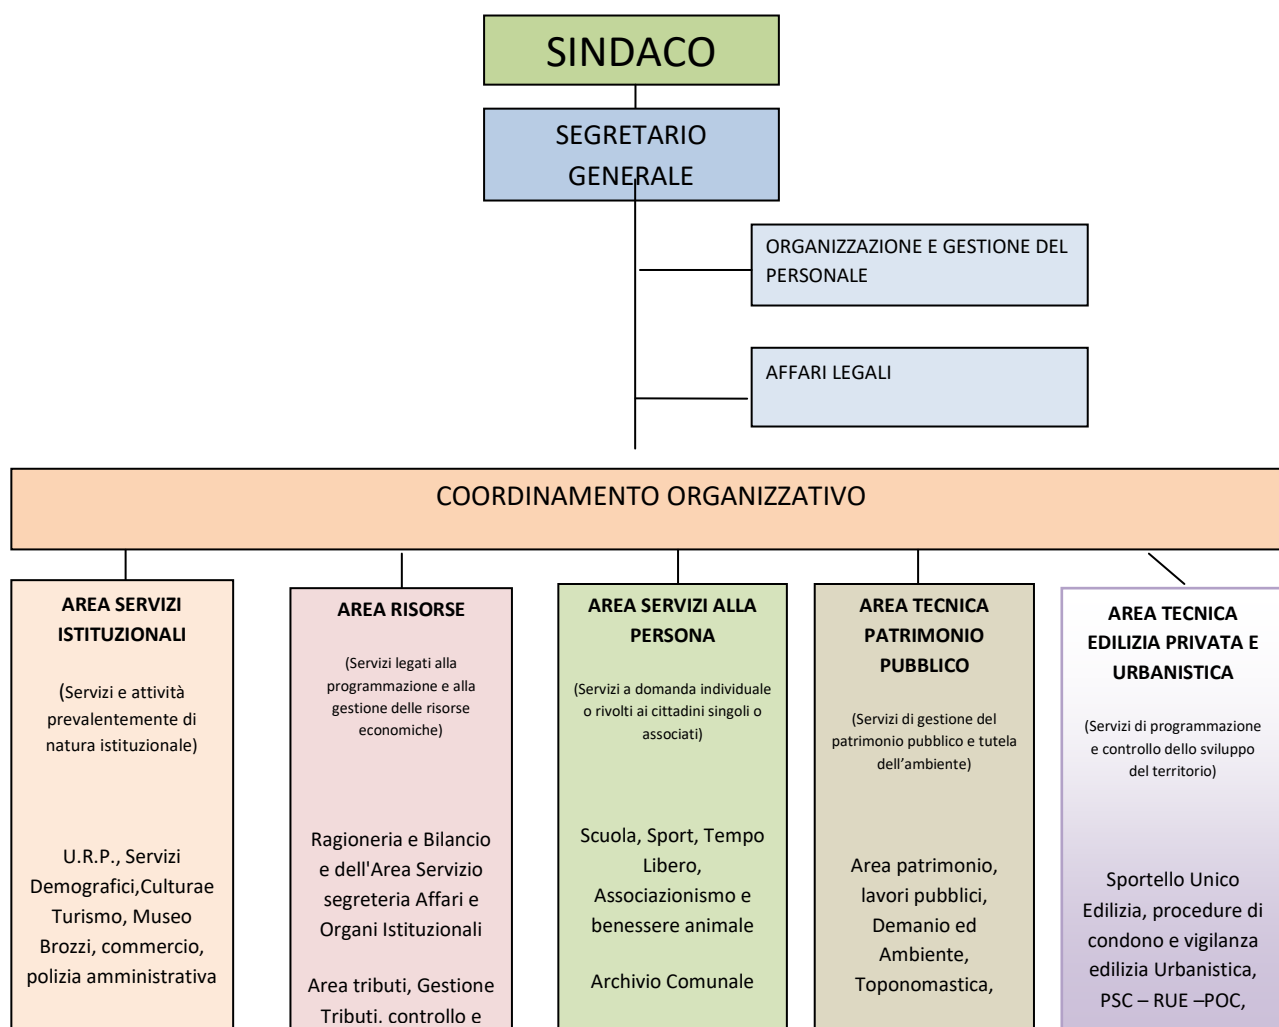 SINDACO
SEGRETARIO
GENERALE
ORGANIZZAZIONE E GESTIONE DEL
PERSONALE
AFFARI LEGALI
COORDINAMENTO ORGANIZZATIVO
AREA SERVIZI
ISTITUZIONALI
(Servizi e attività
prevalentemente di
natura istituzionale)
U.R.P., Servizi
Demografici,Culturae
Turismo, Museo
Brozzi, commercio,
polizia amministrativa
AREA RISORSE
(Servizi legati alla
programmazione e alla
gestione delle risorse
economiche)
Ragioneria e Bilancio
e dell'Area Servizio
segreteria Affari e
Organi Istituzionali
Area tributi, Gestione
Tributi. controllo e
AREA SERVIZI ALLA
PERSONA
(Servizi a domanda individuale
o rivolti ai cittadini singoli o
associati)
Scuola, Sport, Tempo
Libero,
Associazionismo e
benessere animale
Archivio Comunale
AREA TECNICA
PATRIMONIO
PUBBLICO
(Servizi di gestione del
patrimonio pubblico e tutela
dell’ambiente)
Area patrimonio,
lavori pubblici,
Demanio ed
Ambiente,
Toponomastica,
AREA TECNICA
EDILIZIA PRIVATA E
URBANISTICA
(Servizi di programmazione
e controllo dello sviluppo
del territorio)
Sportello Unico
Edilizia, procedure di
condono e vigilanza
edilizia Urbanistica,
PSC – RUE –POC,